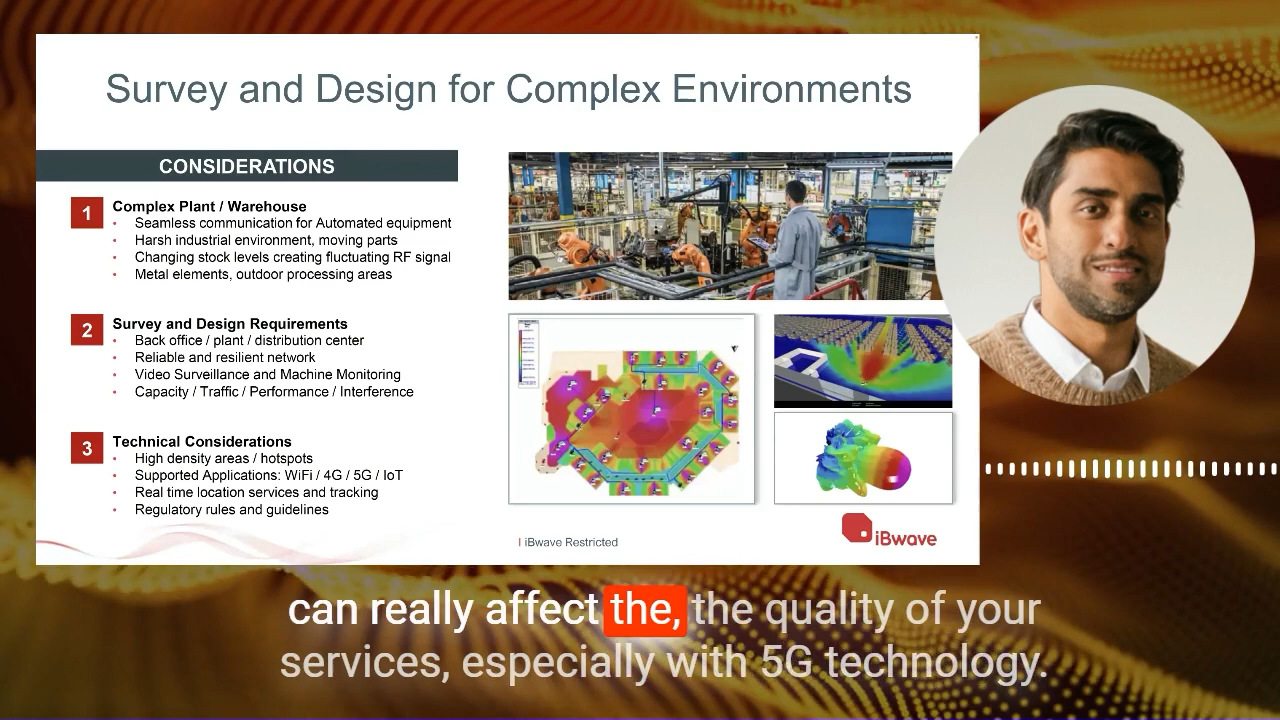 Survey and Design for Complex Environments
CONSIDERATIONS
1
Complex Plant / Warehouse
• Seamless communication for Automated equipment
• Harsh industrial environment, moving parts
• Changing stock levels creating fluctuating RF signal
• Metal elements, outdoor processing areas
2
Survey and Design Requirements
• Back office / plant / distribution center
• Reliable and resilient network
• Video Surveillance and Machine Monitoring
• Capacity / Traffic / Performance / Interference
3
Technical Considerations
• High density areas / hotspots
• Supported Applications: WiFi / 4G / 5G / IoT
• Real time location services and tracking
• Regulatory rules and guidelines
| iBwave Restricted
iBwave
can really affect the, the quality of your
services, especially with 5G technology.